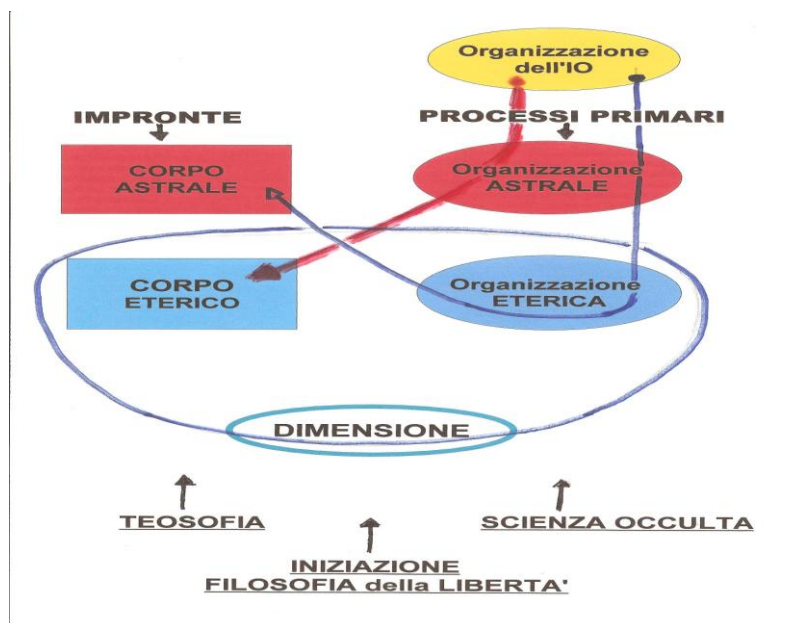 Organizzazione
dell'IO
IMPRONTE
PROCESSI PRIMARI
CORPO
ASTRALE
Organizzazione
ASTRALE
CORPO
ETERICO
Organizzazione
ETERICA
DIMENSIONE
TEOSOFIA
SCIENZA OCCULTA
INIZIAZIONE
FILOSOFIA della LIBERTA'